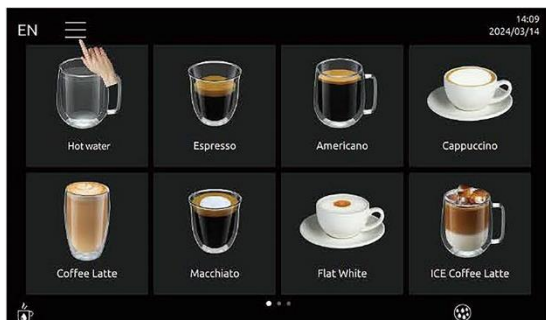 EN
14:09
2024/03/14
Hot water
Espresso
Americano
Cappuccino
Coffee Latte
Macchiato
Flat White
ICE Coffee Latte